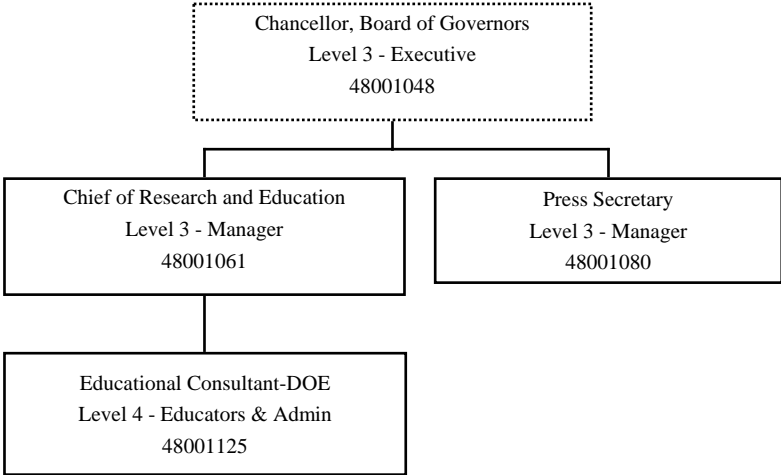 Chancellor, Board of Governors
Level 3 - Executive
48001048
Chief of Research and Education
Level 3 - Manager
48001061
Press Secretary
Level 3 - Manager
48001080
Educational Consultant-DOE
Level 4 - Educators & Admin
48001125